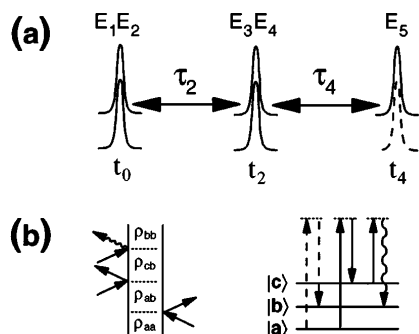 (a)
E₁E₂ E₃E₄ E₅
τ₂ τ₄
t₀ t₂ t₄
(b)
ρbb
ρcb
ρab
ρaa
|c⟩
|b⟩
|a⟩